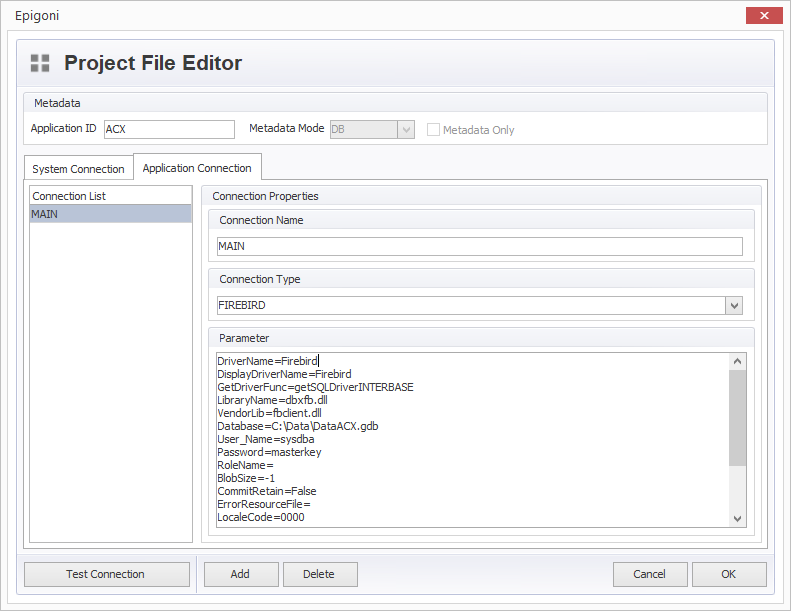 Epigoni
Project File Editor
Metadata
Application ID ACX Metadata Mode DB Metadata Only
System Connection Application Connection
Connection List
MAIN
Connection Properties
Connection Name
MAIN
Connection Type
FIREBIRD
Parameter
DriverName=Firebird
DisplayDriverName=Firebird
GetDriverFunc=getSQLDriverINTERBASE
LibraryName=dbxfb.dll
VendorLib=fbclient.dll
Database=C:\Data\DataACX.gdb
User_Name=sysdba
Password=masterkey
RoleName=
BlobSize=-1
CommitRetain=False
ErrorResourceFile=
LocaleCode=0000
Test Connection Add Delete Cancel OK